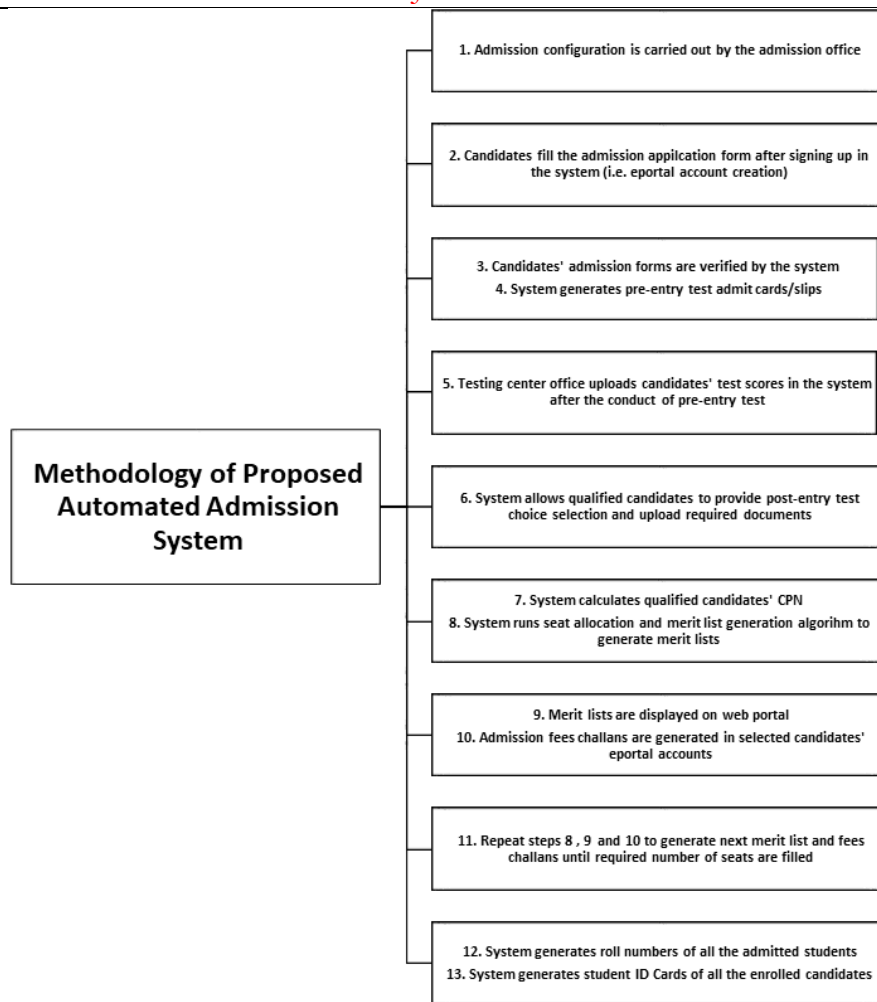 1. Admission configuration is carried out by the admission office
2. Candidates fill the admission appilcation form after signing up in
the system (i.e. eportal account creation)
3. Candidates' admission forms are verified by the system
4. System generates pre-entry test admit cards/slips
5. Testing center office uploads candidates' test scores in the system
after the conduct of pre-entry test
Methodology of Proposed
Automated Admission
System
6. System allows qualified candidates to provide post-entry test
choice selection and upload required documents
7. System calculates qualified candidates' CPN
8. System runs seat allocation and merit list generation algorihm to
generate merit lists
9. Merit lists are displayed on web portal
10. Admission fees challans are generated in selected candidates'
eportal accounts
11. Repeat steps 8 , 9 and 10 to generate next merit list and fees
challans until required number of seats are filled
12. System generates roll numbers of all the admitted students
13. System generates student ID Cards of all the enrolled candidates